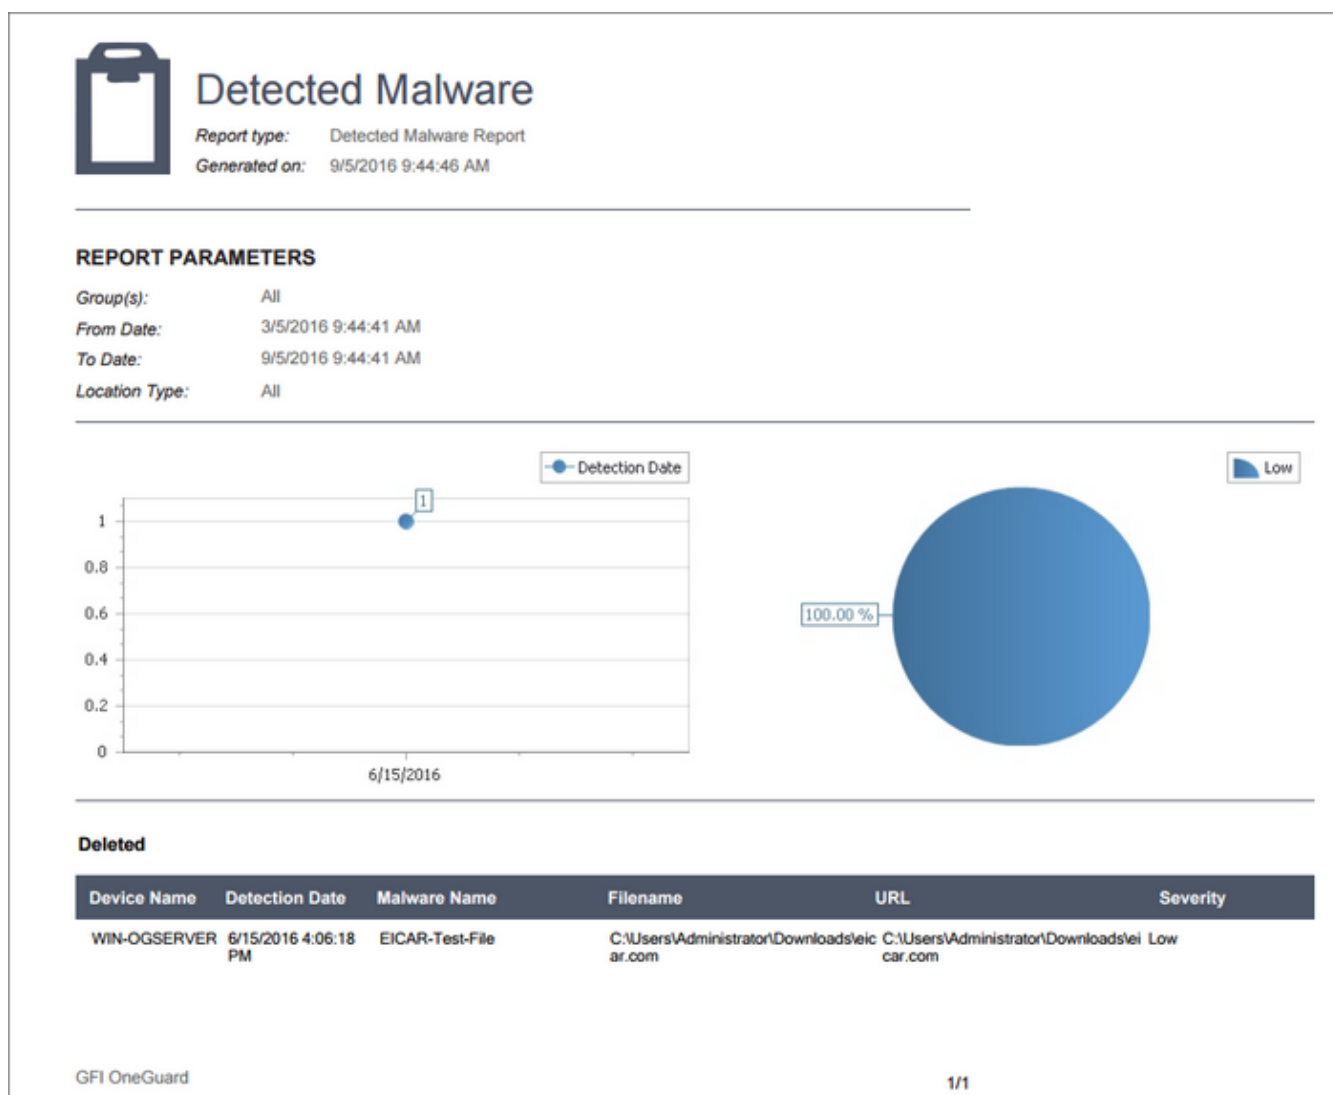 Detected Malware
Report type: Detected Malware Report
Generated on: 9/5/2016 9:44:46 AM
REPORT PARAMETERS
Group(s): All
From Date: 3/5/2016 9:44:41 AM
To Date: 9/5/2016 9:44:41 AM
Location Type: All
Detection Date
1
1
0.8
0.6
0.4
0.2
0
6/15/2016
Low
100.00 %
Deleted
Device Name Detection Date Malware Name Filename URL Severity
WIN-OGSERVER 6/15/2016 4:06:18 EICAR-Test-File C:\Users\Administrator\Downloads\eic C:\Users\Administrator\Downloads\ei Low
PM ar.com car.com
GFI OneGuard 1/1